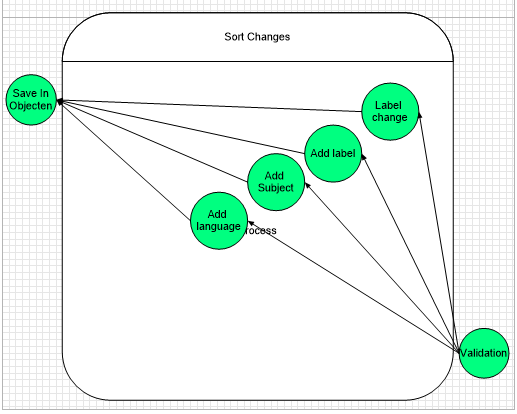 Sort Changes
Save In
Objecten
Label
change
Add label
Add
Subject
Add
language
rocess
Validation